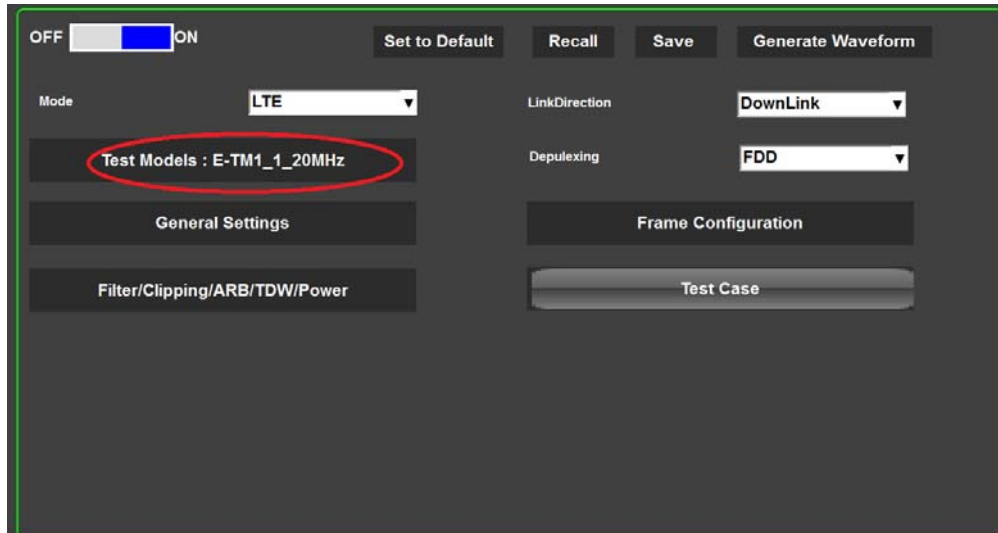 OFF ON Set to Default Recall Save Generate Waveform
Mode LTE LinkDirection DownLink
Test Models : E-TM1_1_20MHz Depulexing FDD
General Settings Frame Configuration
Filter/Clipping/ARB/TDW/Power Test Case